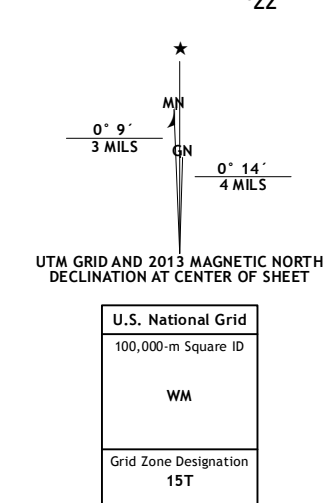 '22
★
MN
0° 9´
3 MILS
GN
0° 14´
4 MILS
UTM GRID AND 2013 MAGNETIC NORTH
DECLINATION AT CENTER OF SHEET
U.S. National Grid
100,000-m Square ID
WM
Grid Zone Designation
15T